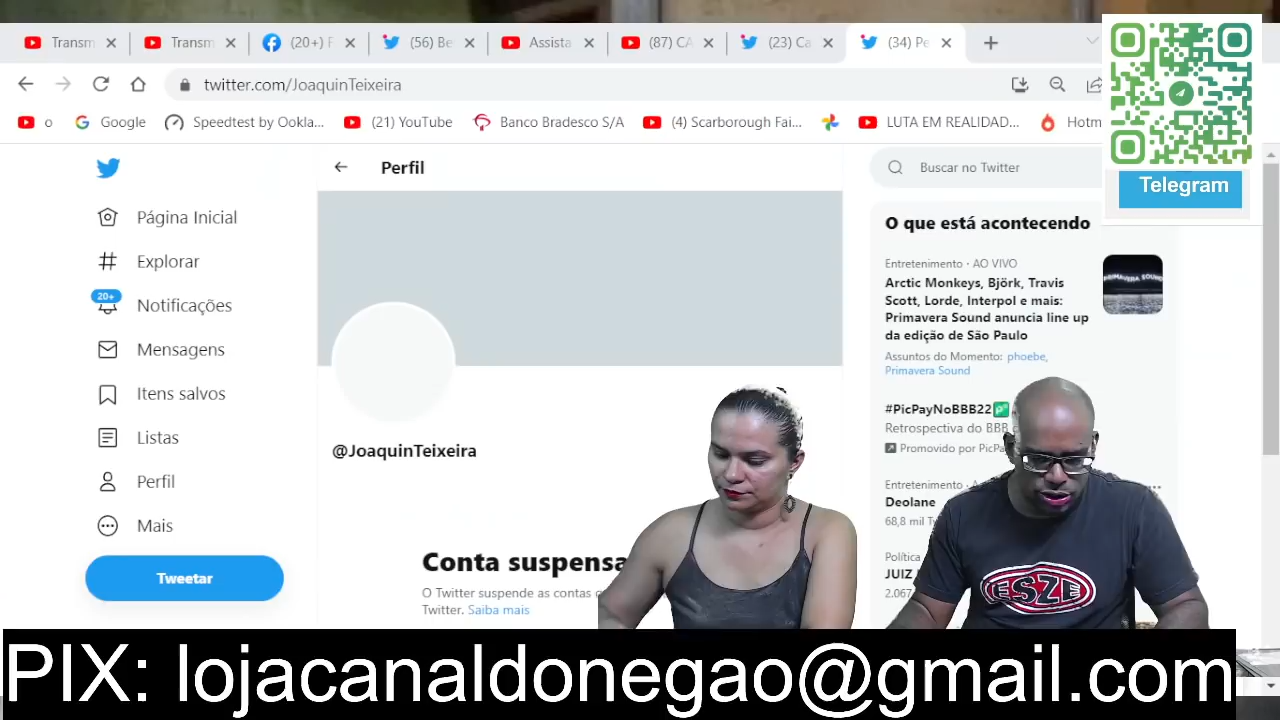 Transm
Transm
(20+) F
(56) Be
Assista
(87) CA
(23) Ca
(34) Pe
twitter.com/JoaquinTeixeira
o
Google
Speedtest by Ookla...
(21) YouTube
Banco Bradesco S/A
(4) Scarborough Fai...
LUTA EM REALIDAD...
Hotm
Telegram
Página Inicial
Explorar
20+
Notificações
Mensagens
Itens salvos
Listas
Perfil
Mais
Tweetar
Perfil
@JoaquinTeixeira
Conta suspensa
O Twitter suspende as contas
Twitter. Saiba mais
Buscar no Twitter
O que está acontecendo
Entretenimento · AO VIVO
Arctic Monkeys, Björk, Travis
Scott, Lorde, Interpol e mais:
Primavera Sound anuncia line up
da edição de São Paulo
PRIMAVERA SOUND
Assuntos do Momento: phoebe,
Primavera Sound
#PicPayNoBBB22
Retrospectiva do BBB
Promovido por PicPa
Entretenimento ·
Deolane
68,8 mil
Política
JUIZ
2.067
ESZE
PIX: lojacanaldonegao@gmail.com